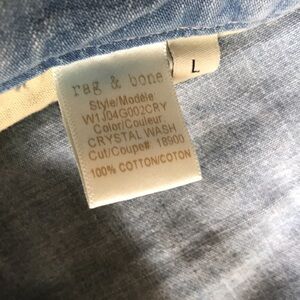 rag & bone
L
Style/Modèle
W1J04G002CRY
Color/Couleur
CRYSTAL WASH
Cut/Coupe# 18900
100% COTTON/COTON